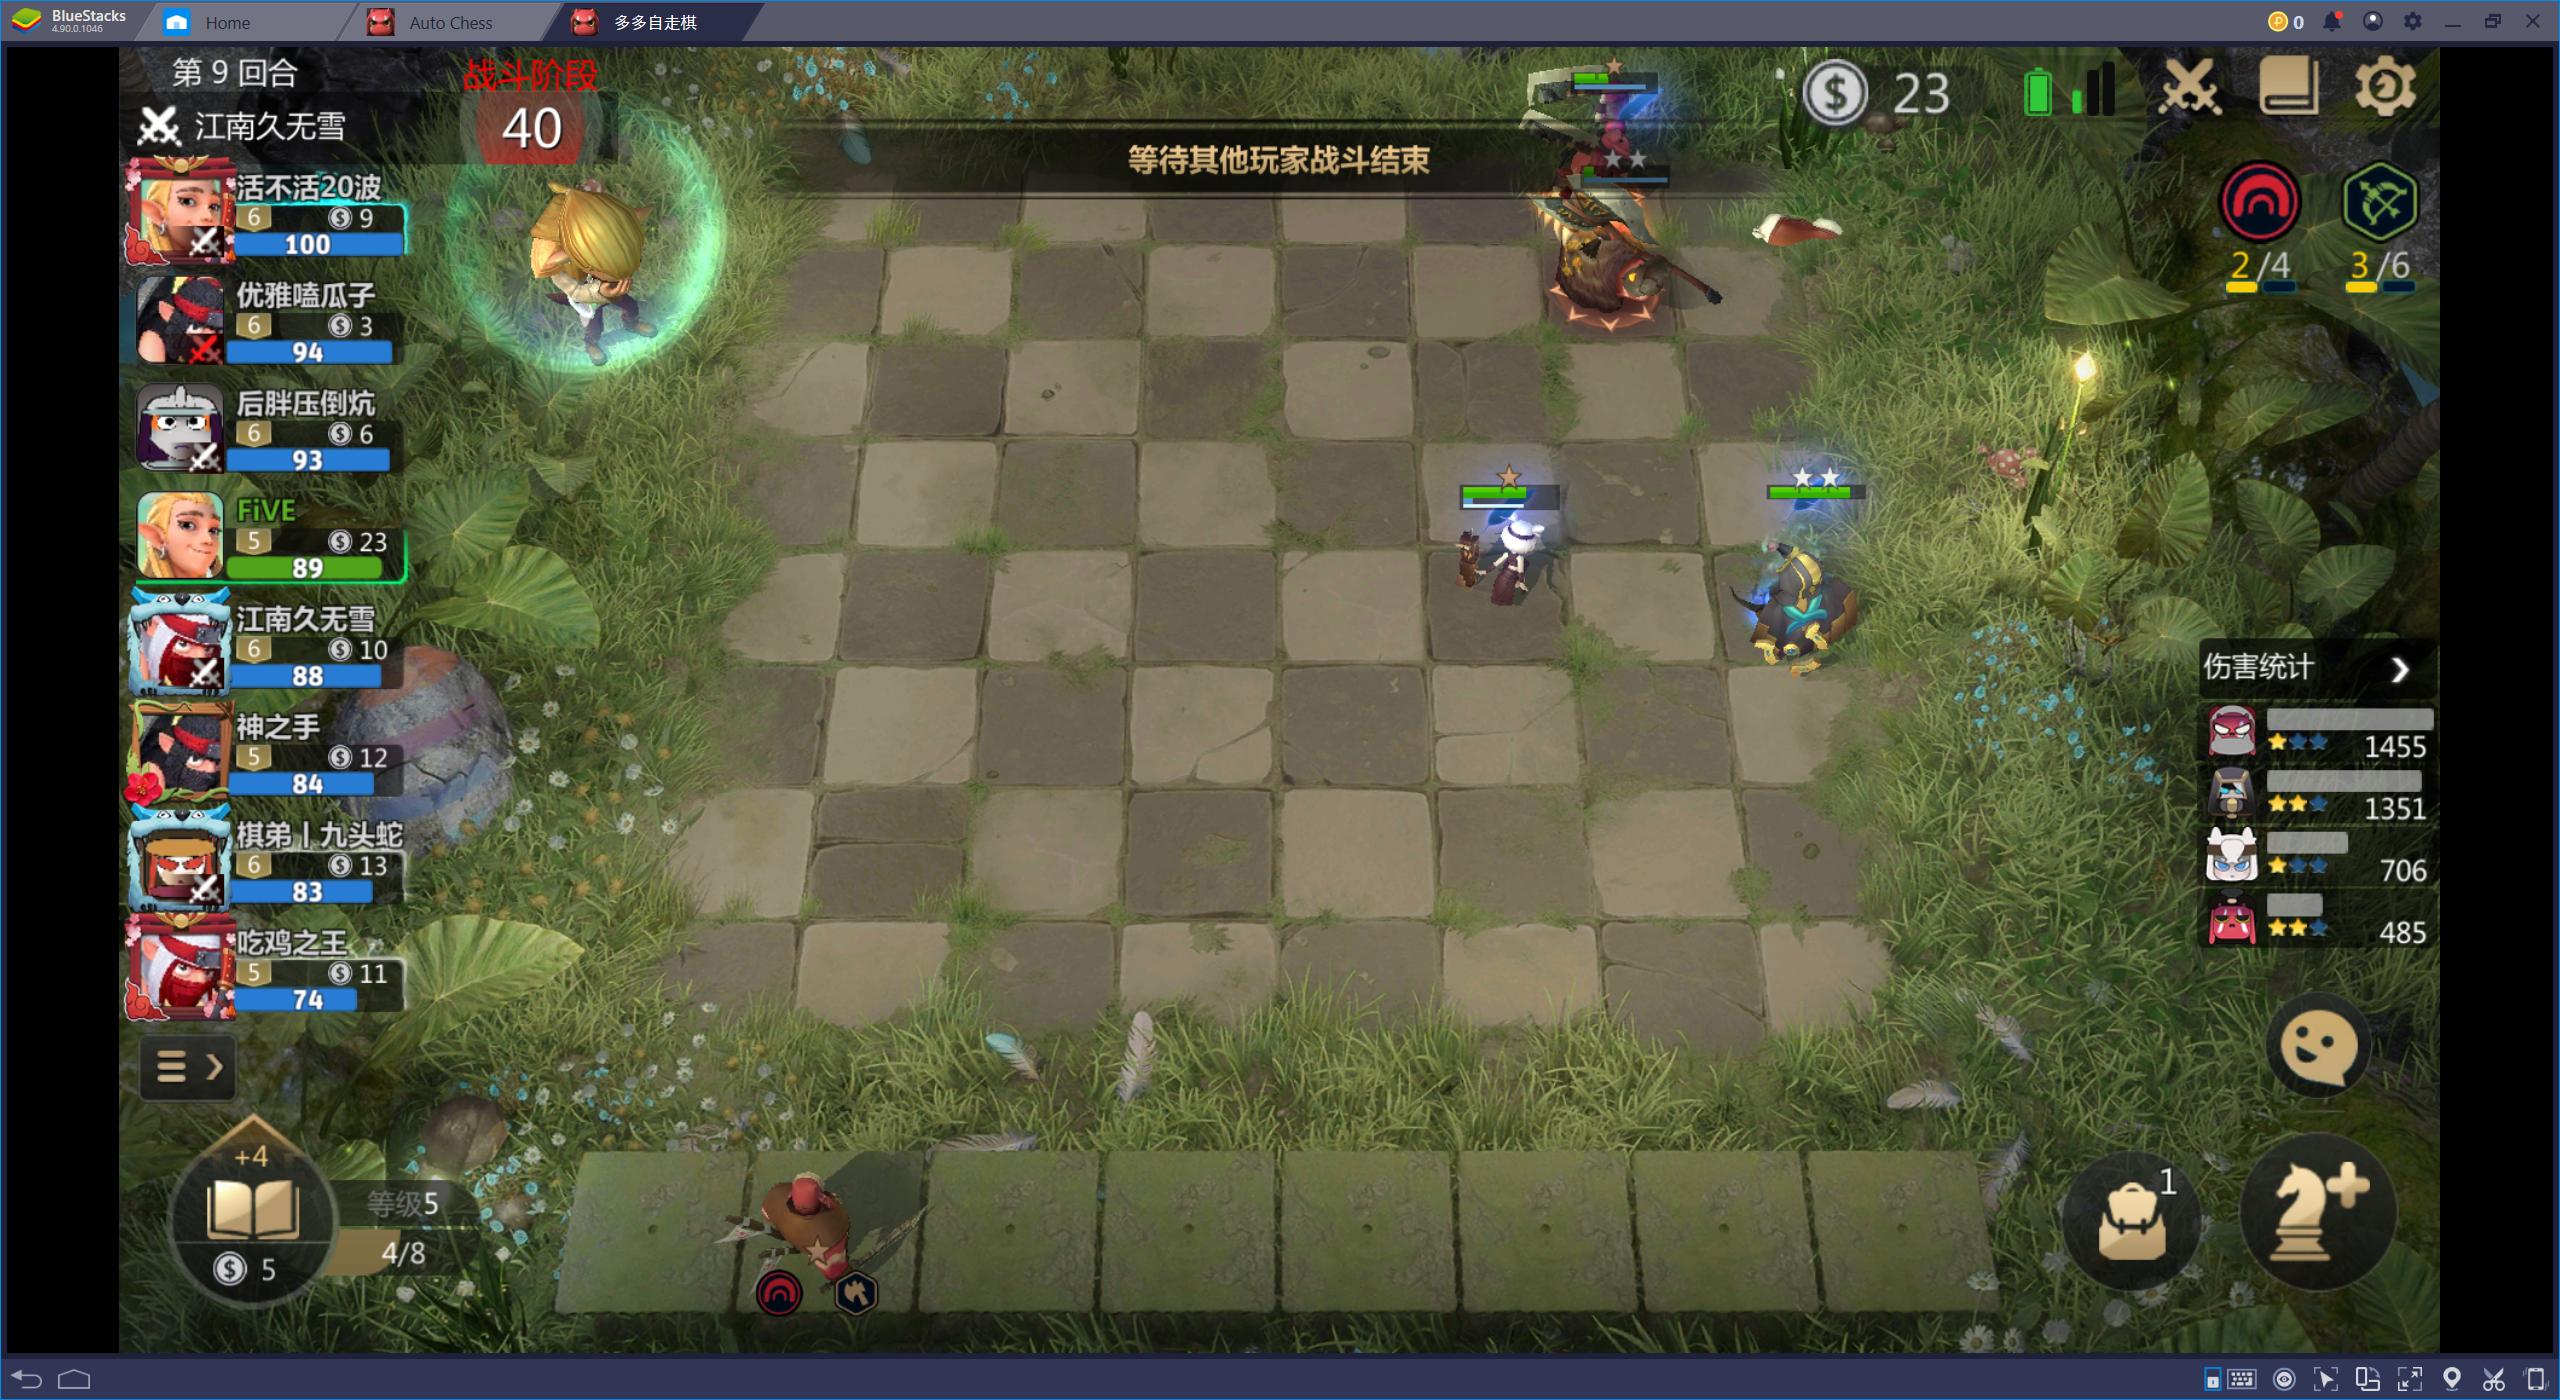 BlueStacks
4.90.0.1046
Home
Auto Chess
多多自走棋
0
第 9 回合
战斗阶段
江南久无雪
40
等待其他玩家战斗结束
23
2/4
3/6
活不活20波
6
9
100
优雅嗑瓜子
6
3
94
后胖压倒炕
6
6
93
FiVE
5
23
89
江南久无雪
6
10
88
神之手
5
12
84
棋弟丨九头蛇
6
13
83
吃鸡之王
5
11
74
伤害统计
1455
1351
706
485
+4
5
等级5
4/8
1